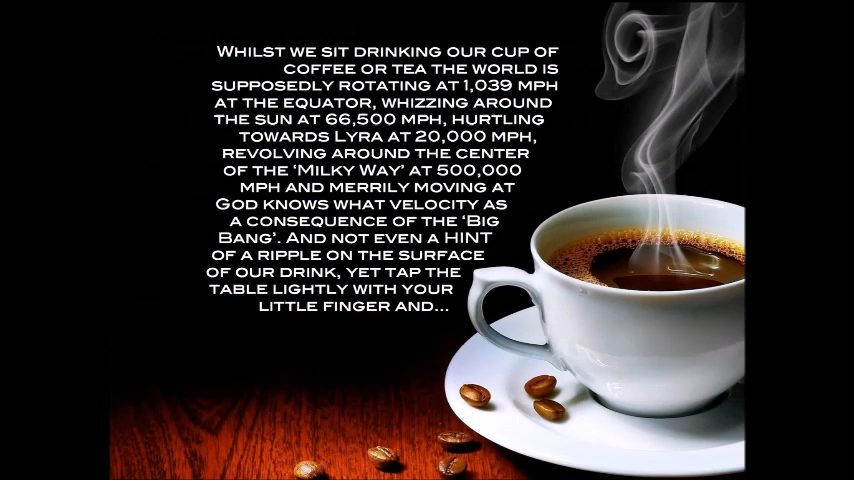 Whilst we sit drinking our cup of
coffee or tea the world is
supposedly rotating at 1,039 mph
at the equator, whizzing around
the sun at 66,500 mph, hurtling
towards Lyra at 20,000 mph,
revolving around the center
of the ‘Milky Way’ at 500,000
mph and merrily moving at
God knows what velocity as
a consequence of the ‘Big
Bang’. And not even a HINT
of a ripple on the surface
of our drink, yet tap the
table lightly with your
little finger and...